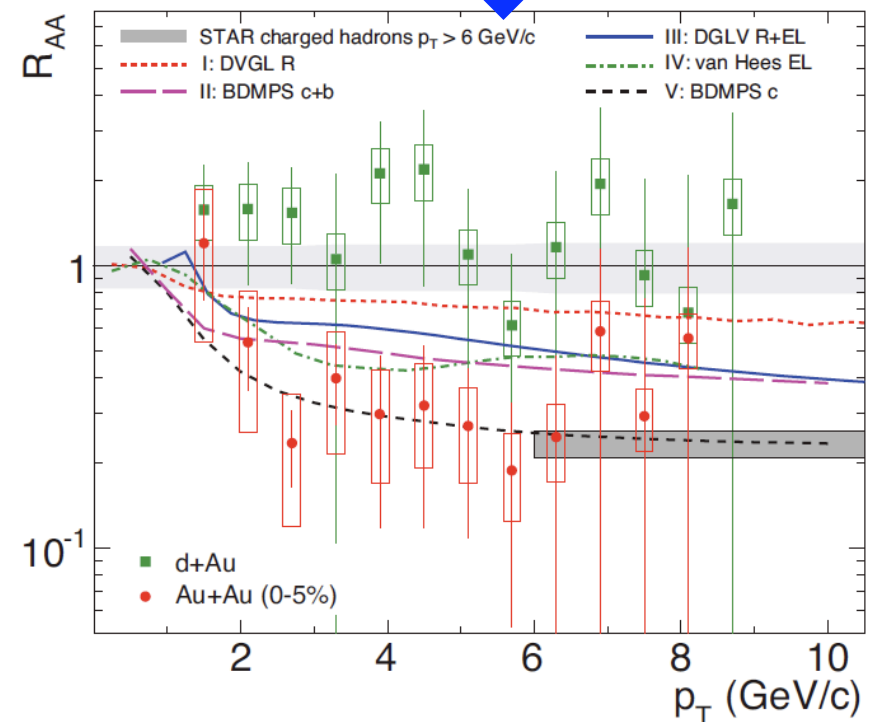 R_AA
STAR charged hadrons p_T > 6 GeV/c
I: DVGL R
II: BDMPS c+b
III: DGLV R+EL
IV: van Hees EL
V: BDMPS c
1
10^-1
d+Au
Au+Au (0-5%)
2 4 6 8 10
p_T (GeV/c)